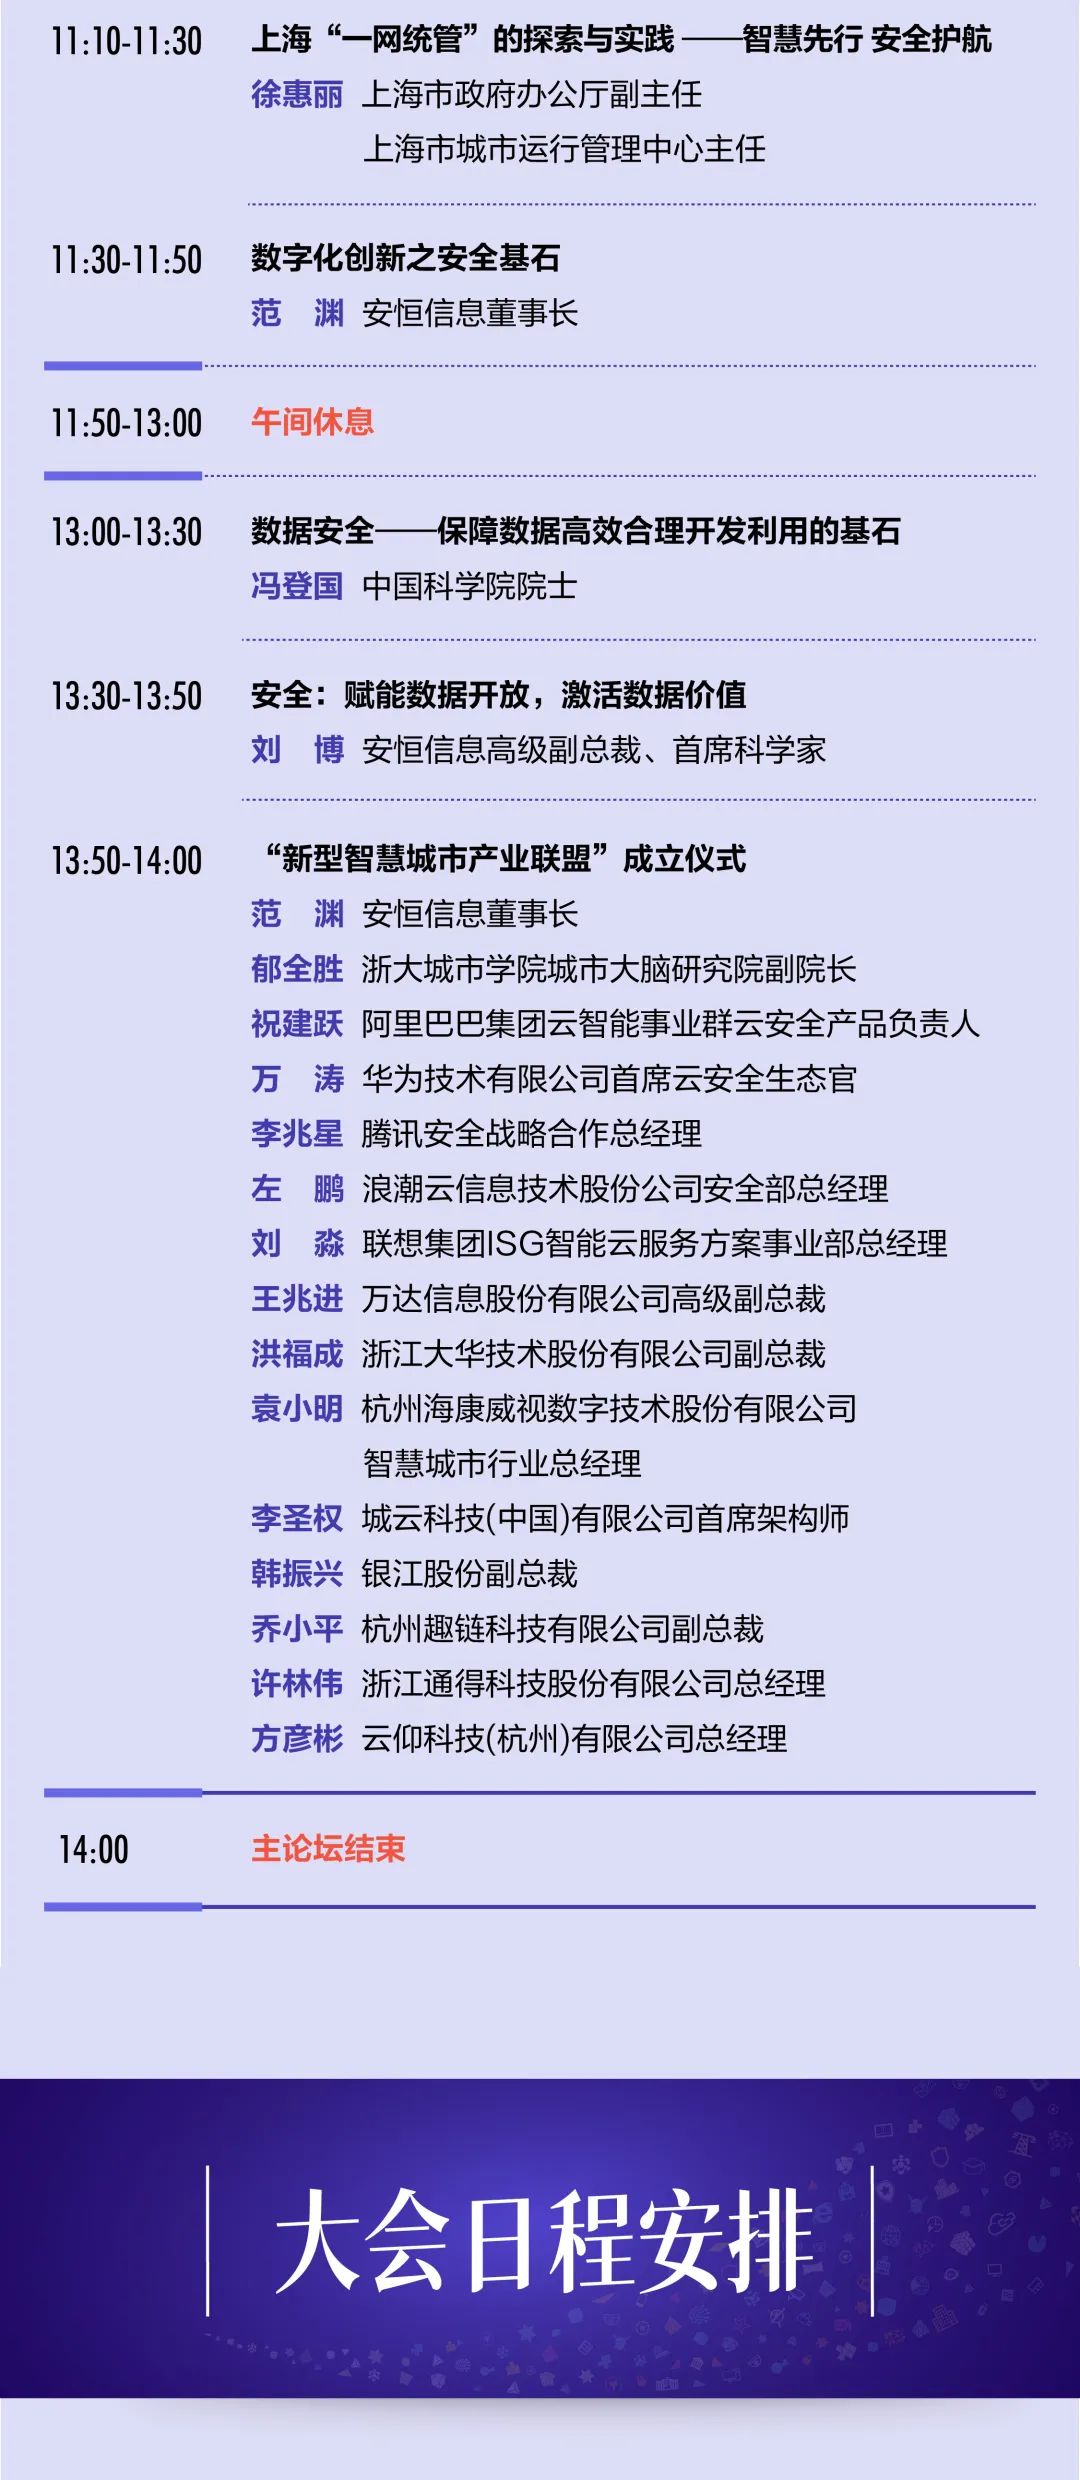 11:10-11:30 上海“一网统管”的探索与实践 ——智慧先行 安全护航
徐惠丽 上海市政府办公厅副主任
上海市城市运行管理中心主任
11:30-11:50 数字化创新之安全基石
范 渊 安恒信息董事长
11:50-13:00 午间休息
13:00-13:30 数据安全——保障数据高效合理开发利用的基石
冯登国 中国科学院院士
13:30-13:50 安全：赋能数据开放，激活数据价值
刘 博 安恒信息高级副总裁、首席科学家
13:50-14:00 “新型智慧城市产业联盟”成立仪式
范 渊 安恒信息董事长
郁全胜 浙大城市学院城市大脑研究院副院长
祝建跃 阿里巴巴集团云智能事业群云安全产品负责人
万 涛 华为技术有限公司首席云安全生态官
李兆星 腾讯安全战略合作总经理
左 鹏 浪潮云信息技术股份公司安全部总经理
刘 淼 联想集团ISG智能云服务方案事业部总经理
王兆进 万达信息股份有限公司高级副总裁
洪福成 浙江大华技术股份有限公司副总裁
袁小明 杭州海康威视数字技术股份有限公司
智慧城市行业总经理
李圣权 城云科技(中国)有限公司首席架构师
韩振兴 银江股份副总裁
乔小平 杭州趣链科技有限公司副总裁
许林伟 浙江通得科技股份有限公司总经理
方彦彬 云仰科技(杭州)有限公司总经理
14:00 主论坛结束
大会日程安排